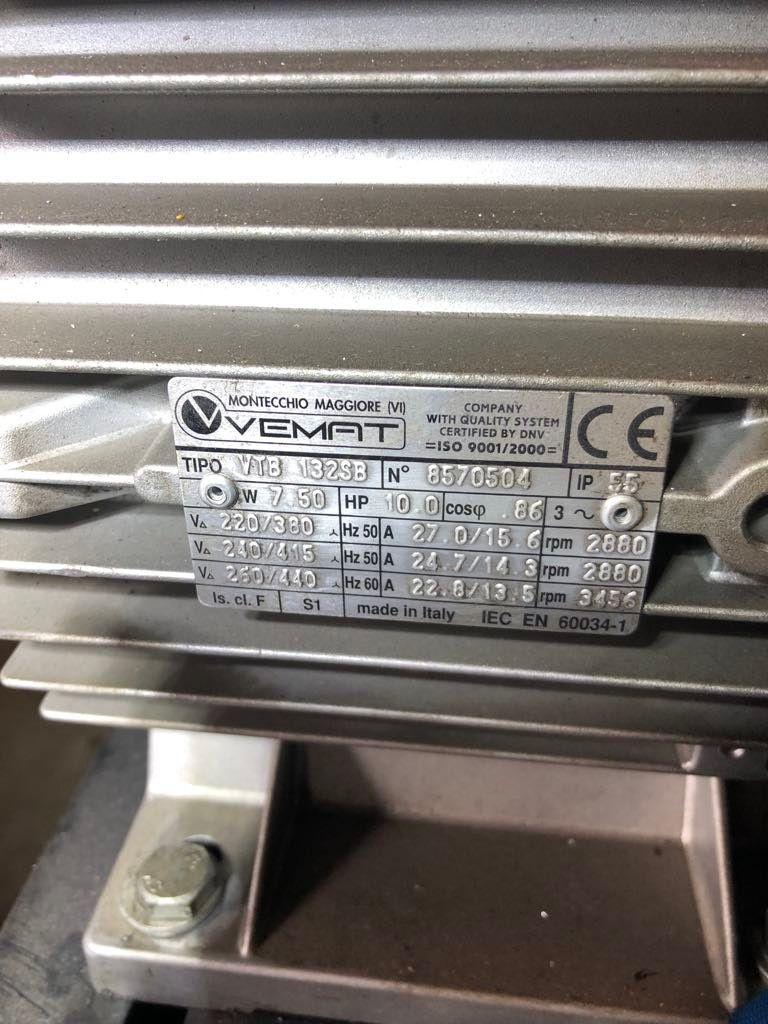 MONTECCHIO MAGGIORE (VI)
V VEMAT
COMPANY
WITH QUALITY SYSTEM
CERTIFIED BY DNV
=ISO 9001/2000=
CE
TIPO VTB 132SB N° 8570504 IP 55
W 7.50 HP 10.0 cosφ .86 3 ~
V△ 220/380 ⅄ Hz 50 A 27.0/15.6 rpm 2880
V△ 240/415 ⅄ Hz 50 A 24.7/14.3 rpm 2880
V△ 260/440 ⅄ Hz 60 A 22.8/13.5 rpm 3456
Is. cl. F S1 made in Italy IEC EN 60034-1